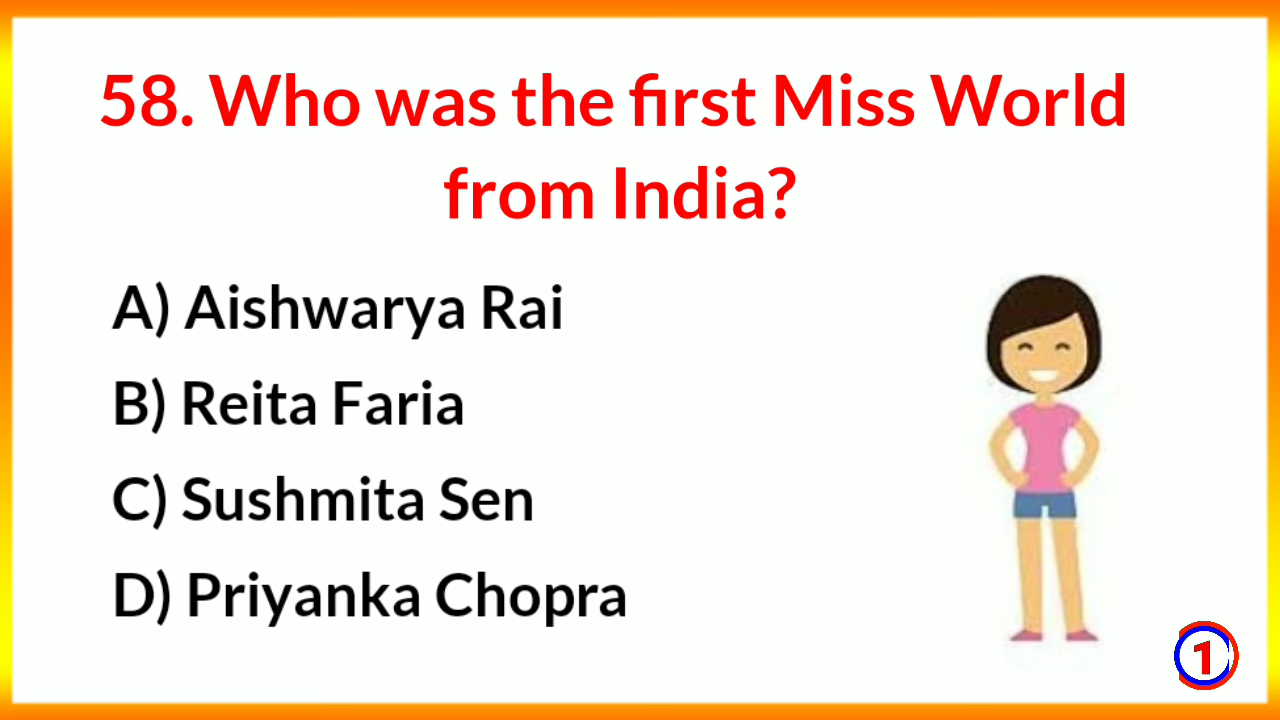 58. Who was the first Miss World
from India?
A) Aishwarya Rai
B) Reita Faria
C) Sushmita Sen
D) Priyanka Chopra
1